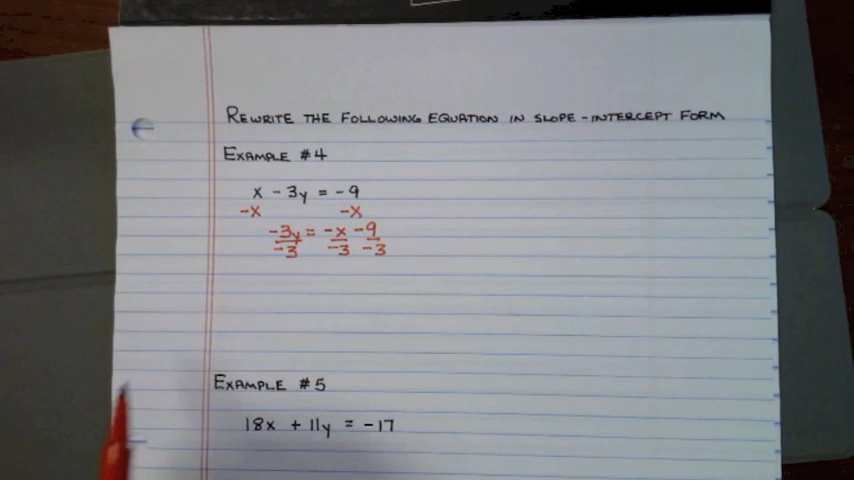 REWRITE THE FOLLOWING EQUATION IN SLOPE-INTERCEPT FORM
EXAMPLE #4
x - 3y = -9
-x -x
-3y = -x -9
-3 -3 -3
EXAMPLE #5
18x + 11y = -17